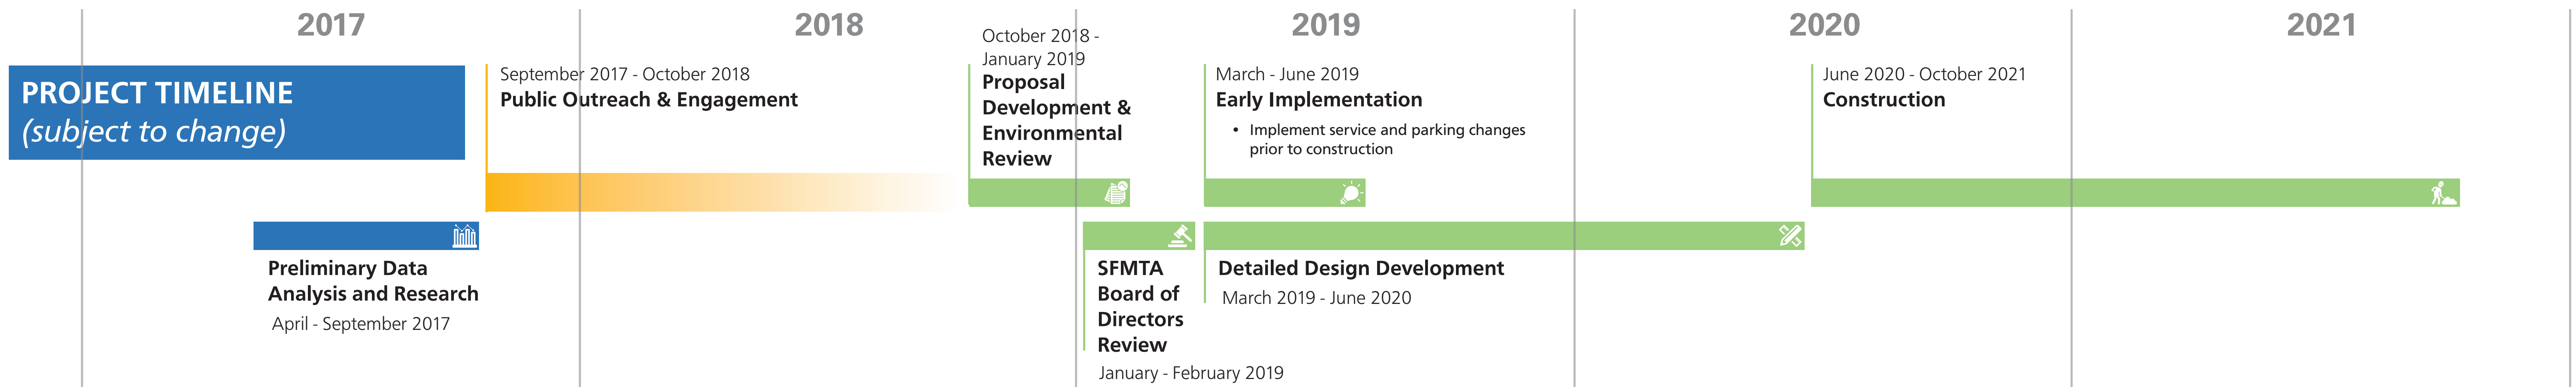 2017
2018
2019
2020
2021
PROJECT TIMELINE
(subject to change)
September 2017 - October 2018
Public Outreach & Engagement
October 2018 -
January 2019
Proposal
Development &
Environmental
Review
March - June 2019
Early Implementation
• Implement service and parking changes
prior to construction
June 2020 - October 2021
Construction
Preliminary Data
Analysis and Research
April - September 2017
SFMTA
Board of
Directors
Review
January - February 2019
Detailed Design Development
March 2019 - June 2020